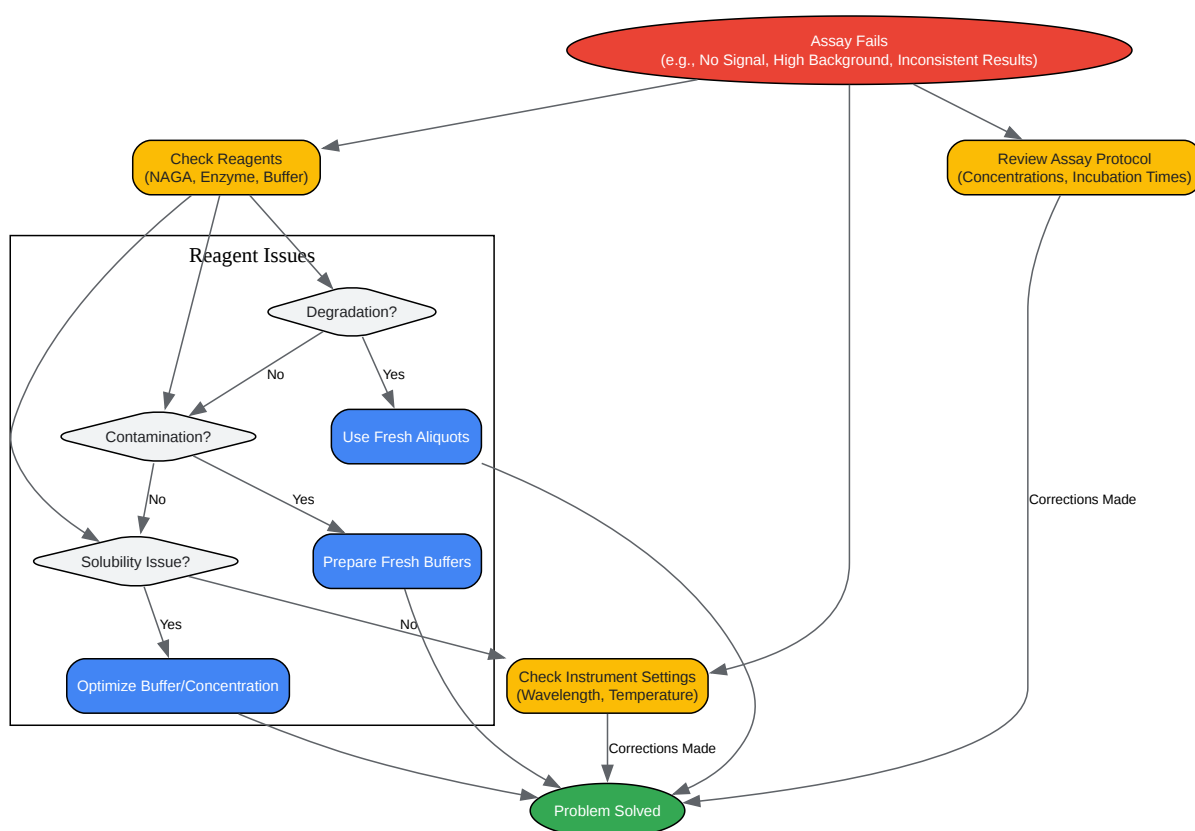 Assay Fails
(e.g., No Signal, High Background, Inconsistent Results)
Check Reagents
(NAGA, Enzyme, Buffer)
Review Assay Protocol
(Concentrations, Incubation Times)
Reagent Issues
Degradation?
No
Yes
Contamination?
Use Fresh Aliquots
No
Yes
Corrections Made
Solubility Issue?
Prepare Fresh Buffers
Yes
No
Optimize Buffer/Concentration
Check Instrument Settings
(Wavelength, Temperature)
Corrections Made
Problem Solved